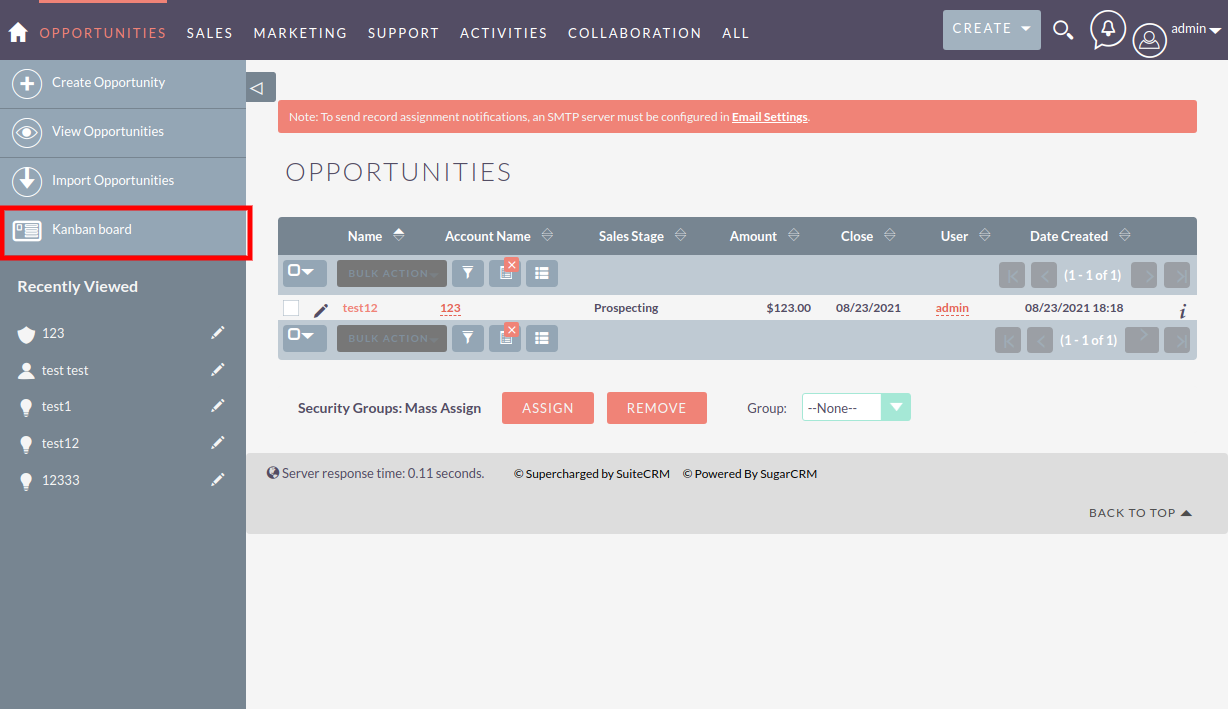 OPPORTUNITIES SALES MARKETING SUPPORT ACTIVITIES COLLABORATION ALL CREATE admin
Create Opportunity
View Opportunities
Import Opportunities
Kanban board
Recently Viewed
123
test test
test1
test12
12333
Note: To send record assignment notifications, an SMTP server must be configured in Email Settings.
OPPORTUNITIES
Name Account Name Sales Stage Amount Close User Date Created
BULK ACTION (1 - 1 of 1)
test12 123 Prospecting $123.00 08/23/2021 admin 08/23/2021 18:18
BULK ACTION (1 - 1 of 1)
Security Groups: Mass Assign ASSIGN REMOVE Group: --None--
Server response time: 0.11 seconds. © Supercharged by SuiteCRM © Powered By SugarCRM
BACK TO TOP